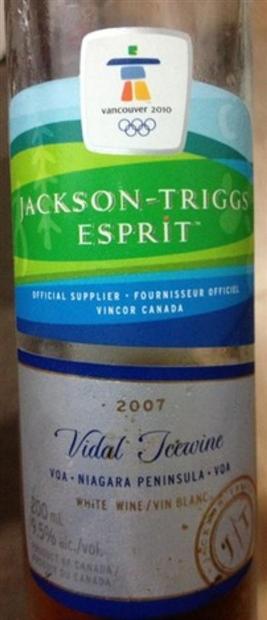 vancouver 2010
JACKSON-TRIGGS
ESPRIT™
OFFICIAL SUPPLIER · FOURNISSEUR OFFICIEL
VINCOR CANADA
· 2007 ·
Vidal Icewine
VQA · NIAGARA PENINSULA · VQA
WHITE WINE / VIN BLANC
200 mL
9.5% alc./vol.
PRODUCT OF CANADA /
PRODUIT DU CANADA
J/T